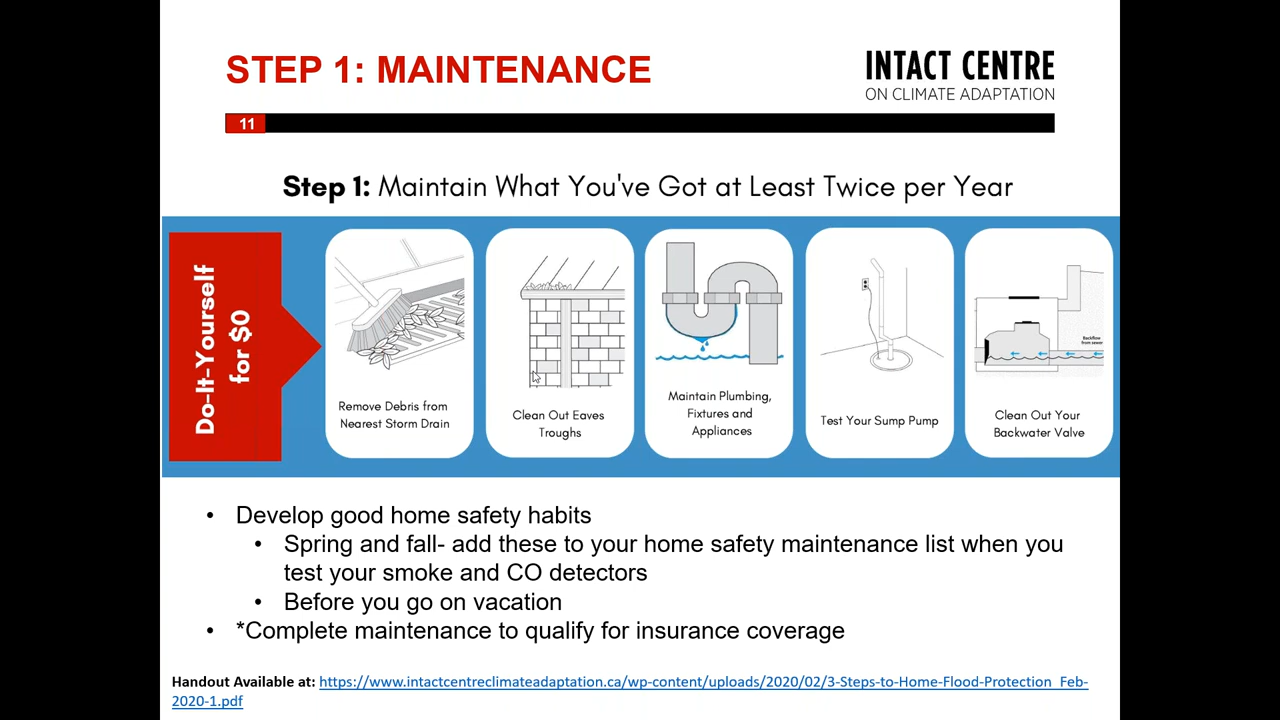 STEP 1: MAINTENANCE
INTACT CENTRE
ON CLIMATE ADAPTATION
11
Step 1: Maintain What You've Got at Least Twice per Year
Do-It-Yourself
for $0
Remove Debris from
Nearest Storm Drain
Clean Out Eaves
Troughs
Maintain Plumbing,
Fixtures and
Appliances
Test Your Sump Pump
Backflow
from sewer
Clean Out Your
Backwater Valve
• Develop good home safety habits
• Spring and fall- add these to your home safety maintenance list when you
test your smoke and CO detectors
• Before you go on vacation
• *Complete maintenance to qualify for insurance coverage
Handout Available at: https://www.intactcentreclimateadaptation.ca/wp-content/uploads/2020/02/3-Steps-to-Home-Flood-Protection_Feb-
2020-1.pdf